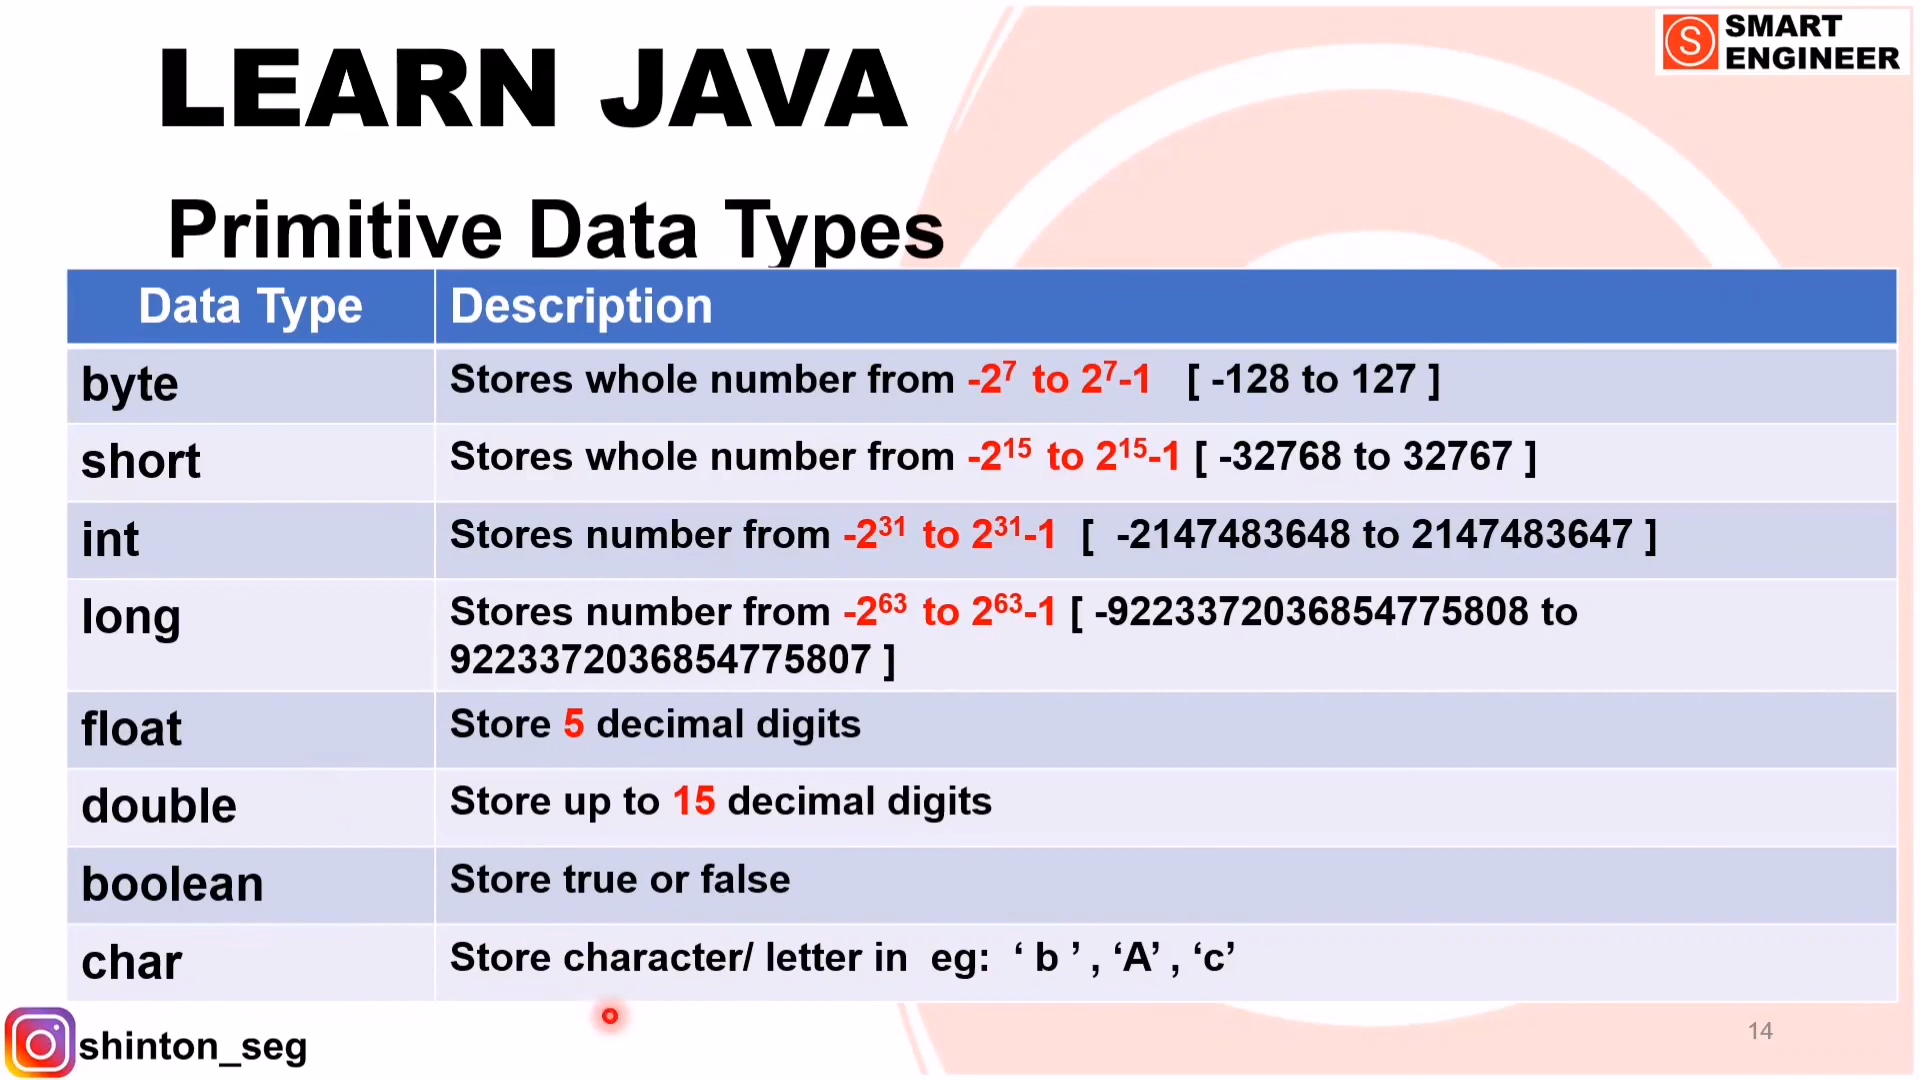 SMART
ENGINEER
LEARN JAVA
Primitive Data Types
Data Type Description
byte Stores whole number from -2⁷ to 2⁷-1 [ -128 to 127 ]
short Stores whole number from -2¹⁵ to 2¹⁵-1 [ -32768 to 32767 ]
int Stores number from -2³¹ to 2³¹-1 [ -2147483648 to 2147483647 ]
long Stores number from -2⁶³ to 2⁶³-1 [ -9223372036854775808 to
9223372036854775807 ]
float Store 5 decimal digits
double Store up to 15 decimal digits
boolean Store true or false
char Store character/ letter in eg: ‘ b ’ , ‘A’ , ‘c’
shinton_seg
14